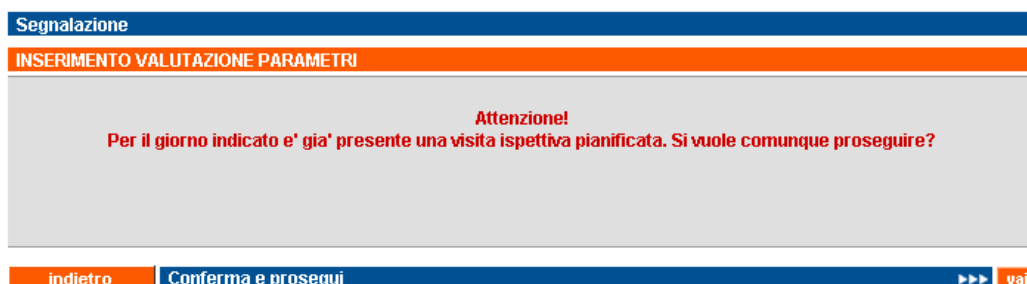 Segnalazione
INSERIMENTO VALUTAZIONE PARAMETRI
Attenzione!
Per il giorno indicato e' gia' presente una visita ispettiva pianificata. Si vuole comunque proseguire?
indietro Conferma e prosegui vai